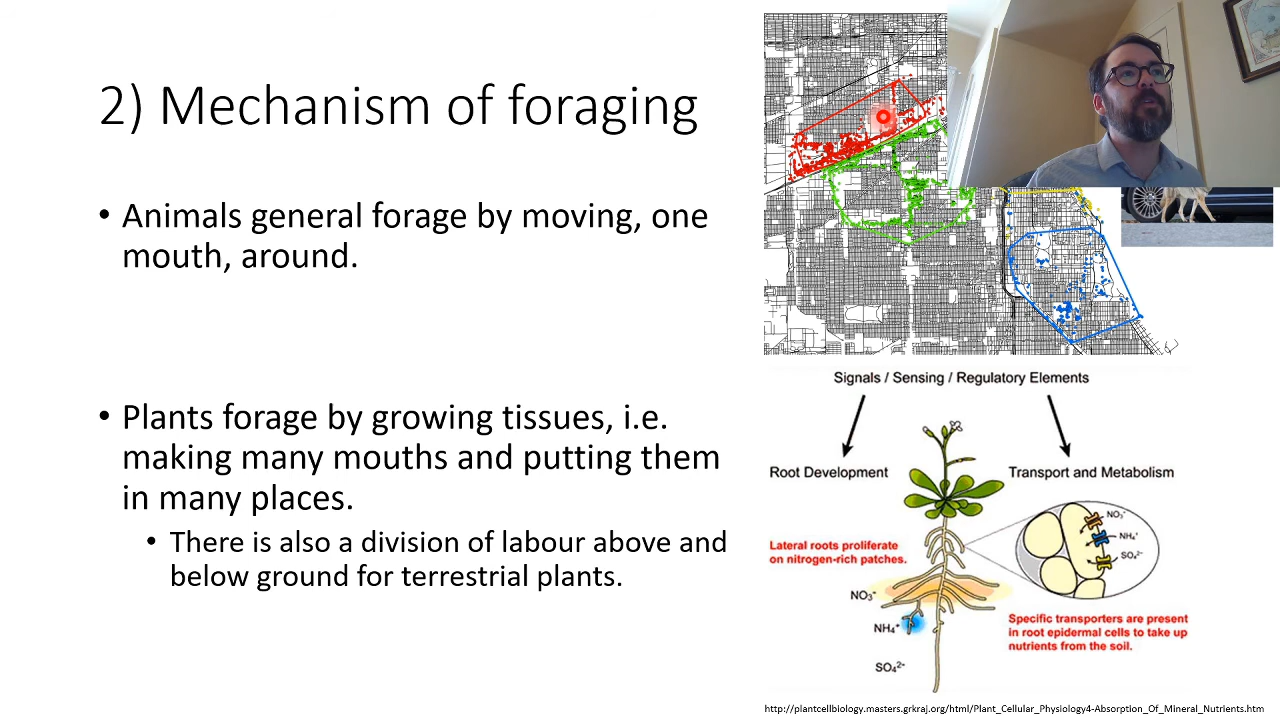 2) Mechanism of foraging
• Animals general forage by moving, one
mouth, around.
• Plants forage by growing tissues, i.e.
making many mouths and putting them
in many places.
• There is also a division of labour above and
below ground for terrestrial plants.
Signals / Sensing / Regulatory Elements
Root Development
Transport and Metabolism
Lateral roots proliferate
on nitrogen-rich patches.
NO₃⁻
NH₄⁺
SO₄²⁻
NO₃⁻
NH₄⁺
SO₄²⁻
Specific transporters are present
in root epidermal cells to take up
nutrients from the soil.
http://plantcellbiology.masters.grkraj.org/html/Plant_Cellular_Physiology4-Absorption_Of_Mineral_Nutrients.htm